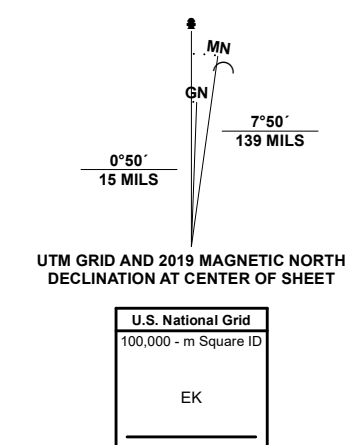 MN
GN
7°50´
139 MILS
0°50´
15 MILS
UTM GRID AND 2019 MAGNETIC NORTH
DECLINATION AT CENTER OF SHEET
U.S. National Grid
100,000 - m Square ID
EK